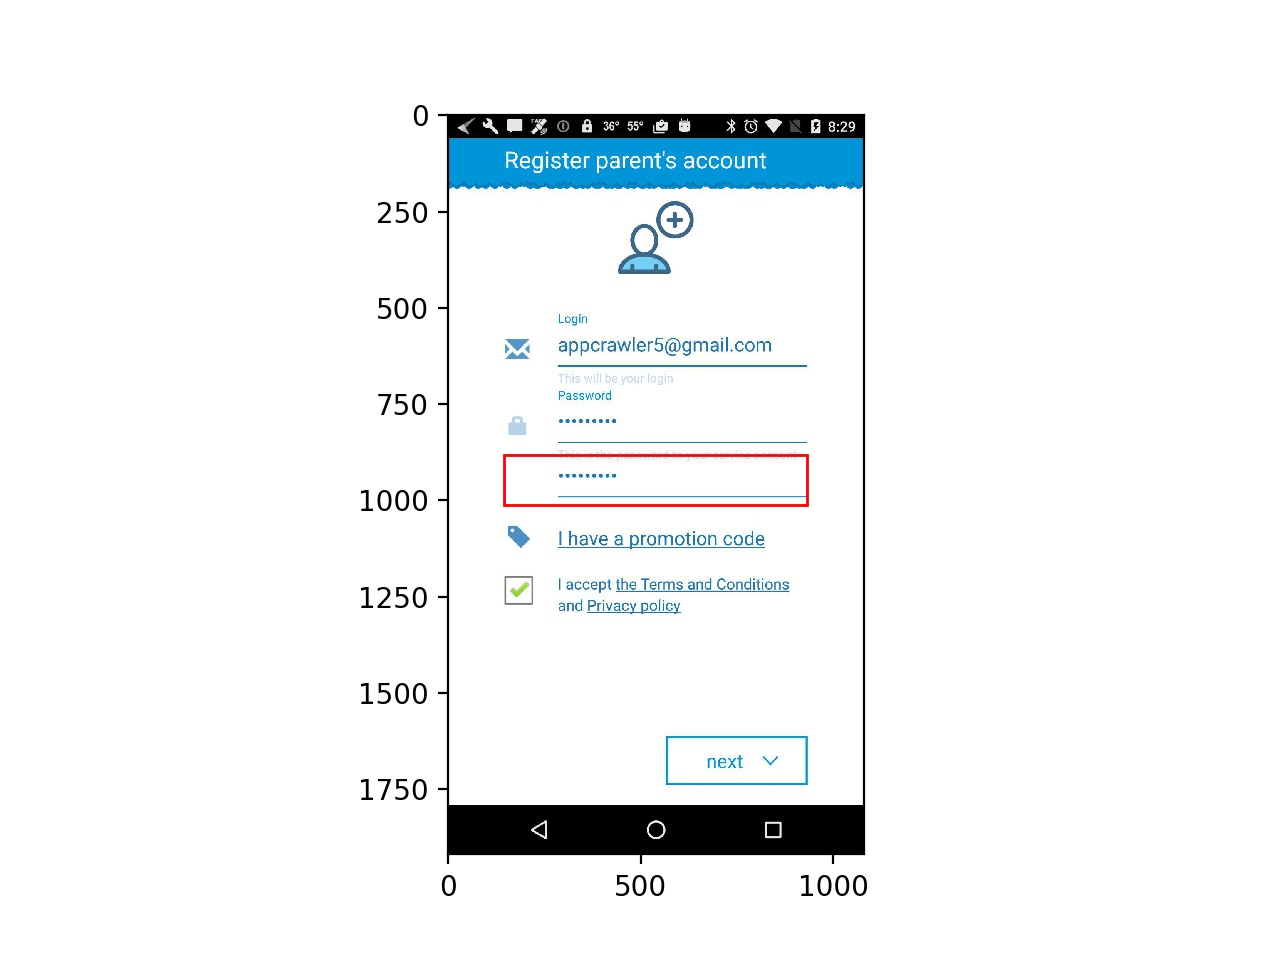 0
250
500
750
1000
1250
1500
1750
36° 55° 8:29
Register parent's account
Login
appcrawler5@gmail.com
This will be your login
Password
•••••••••
This is the password to your service account
•••••••••
I have a promotion code
I accept the Terms and Conditions
and Privacy policy
next
0 500 1000